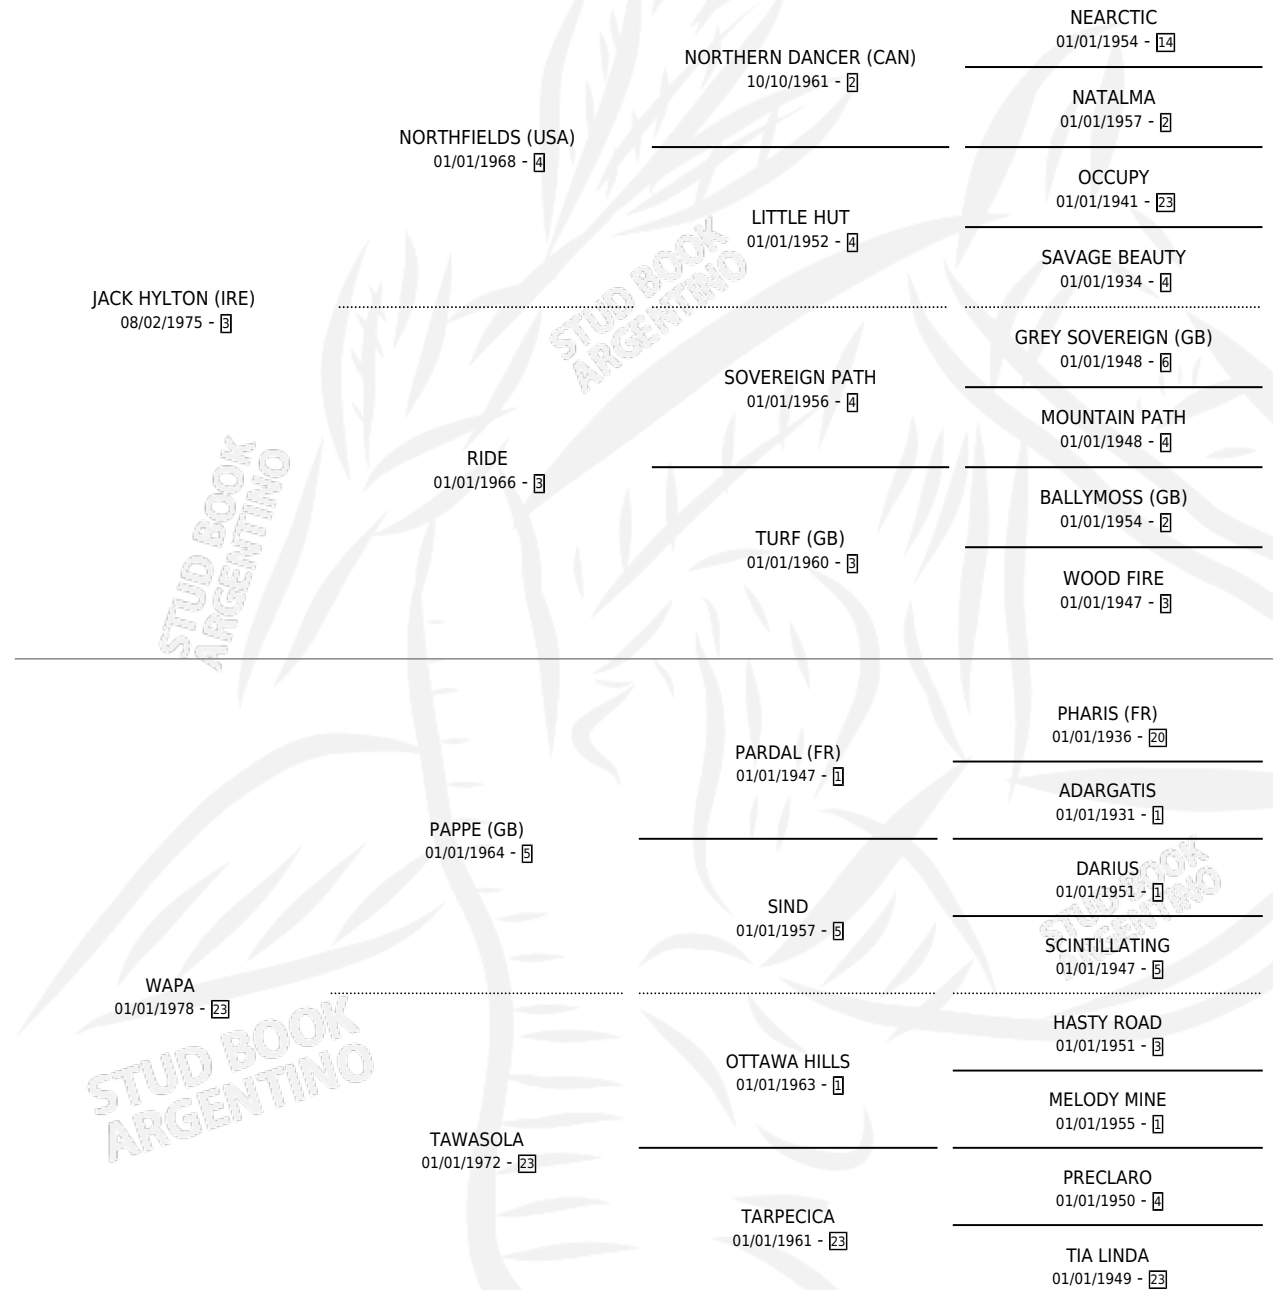 NEARCTIC
01/01/1954 - 14
NORTHERN DANCER (CAN)
10/10/1961 - 2
NATALMA
01/01/1957 - 2
NORTHFIELDS (USA)
01/01/1968 - 4
OCCUPY
01/01/1941 - 23
LITTLE HUT
01/01/1952 - 4
SAVAGE BEAUTY
01/01/1934 - 4
JACK HYLTON (IRE)
08/02/1975 - 3
GREY SOVEREIGN (GB)
01/01/1948 - 6
SOVEREIGN PATH
01/01/1956 - 4
MOUNTAIN PATH
01/01/1948 - 4
RIDE
01/01/1966 - 3
BALLYMOSS (GB)
01/01/1954 - 2
TURF (GB)
01/01/1960 - 3
WOOD FIRE
01/01/1947 - 3
PHARIS (FR)
01/01/1936 - 20
PARDAL (FR)
01/01/1947 - 1
ADARGATIS
01/01/1931 - 1
PAPPE (GB)
01/01/1964 - 5
DARIUS
01/01/1951 - 1
SIND
01/01/1957 - 5
SCINTILLATING
01/01/1947 - 5
WAPA
01/01/1978 - 23
HASTY ROAD
01/01/1951 - 3
OTTAWA HILLS
01/01/1963 - 1
MELODY MINE
01/01/1955 - 1
TAWASOLA
01/01/1972 - 23
PRECLARO
01/01/1950 - 4
TARPECICA
01/01/1961 - 23
TIA LINDA
01/01/1949 - 23
STUD BOOK
ARGENTINO
STUD BOOK
ARGENTINO
STUD BOOK
ARGENTINO
STUD BOOK
ARGENTINO